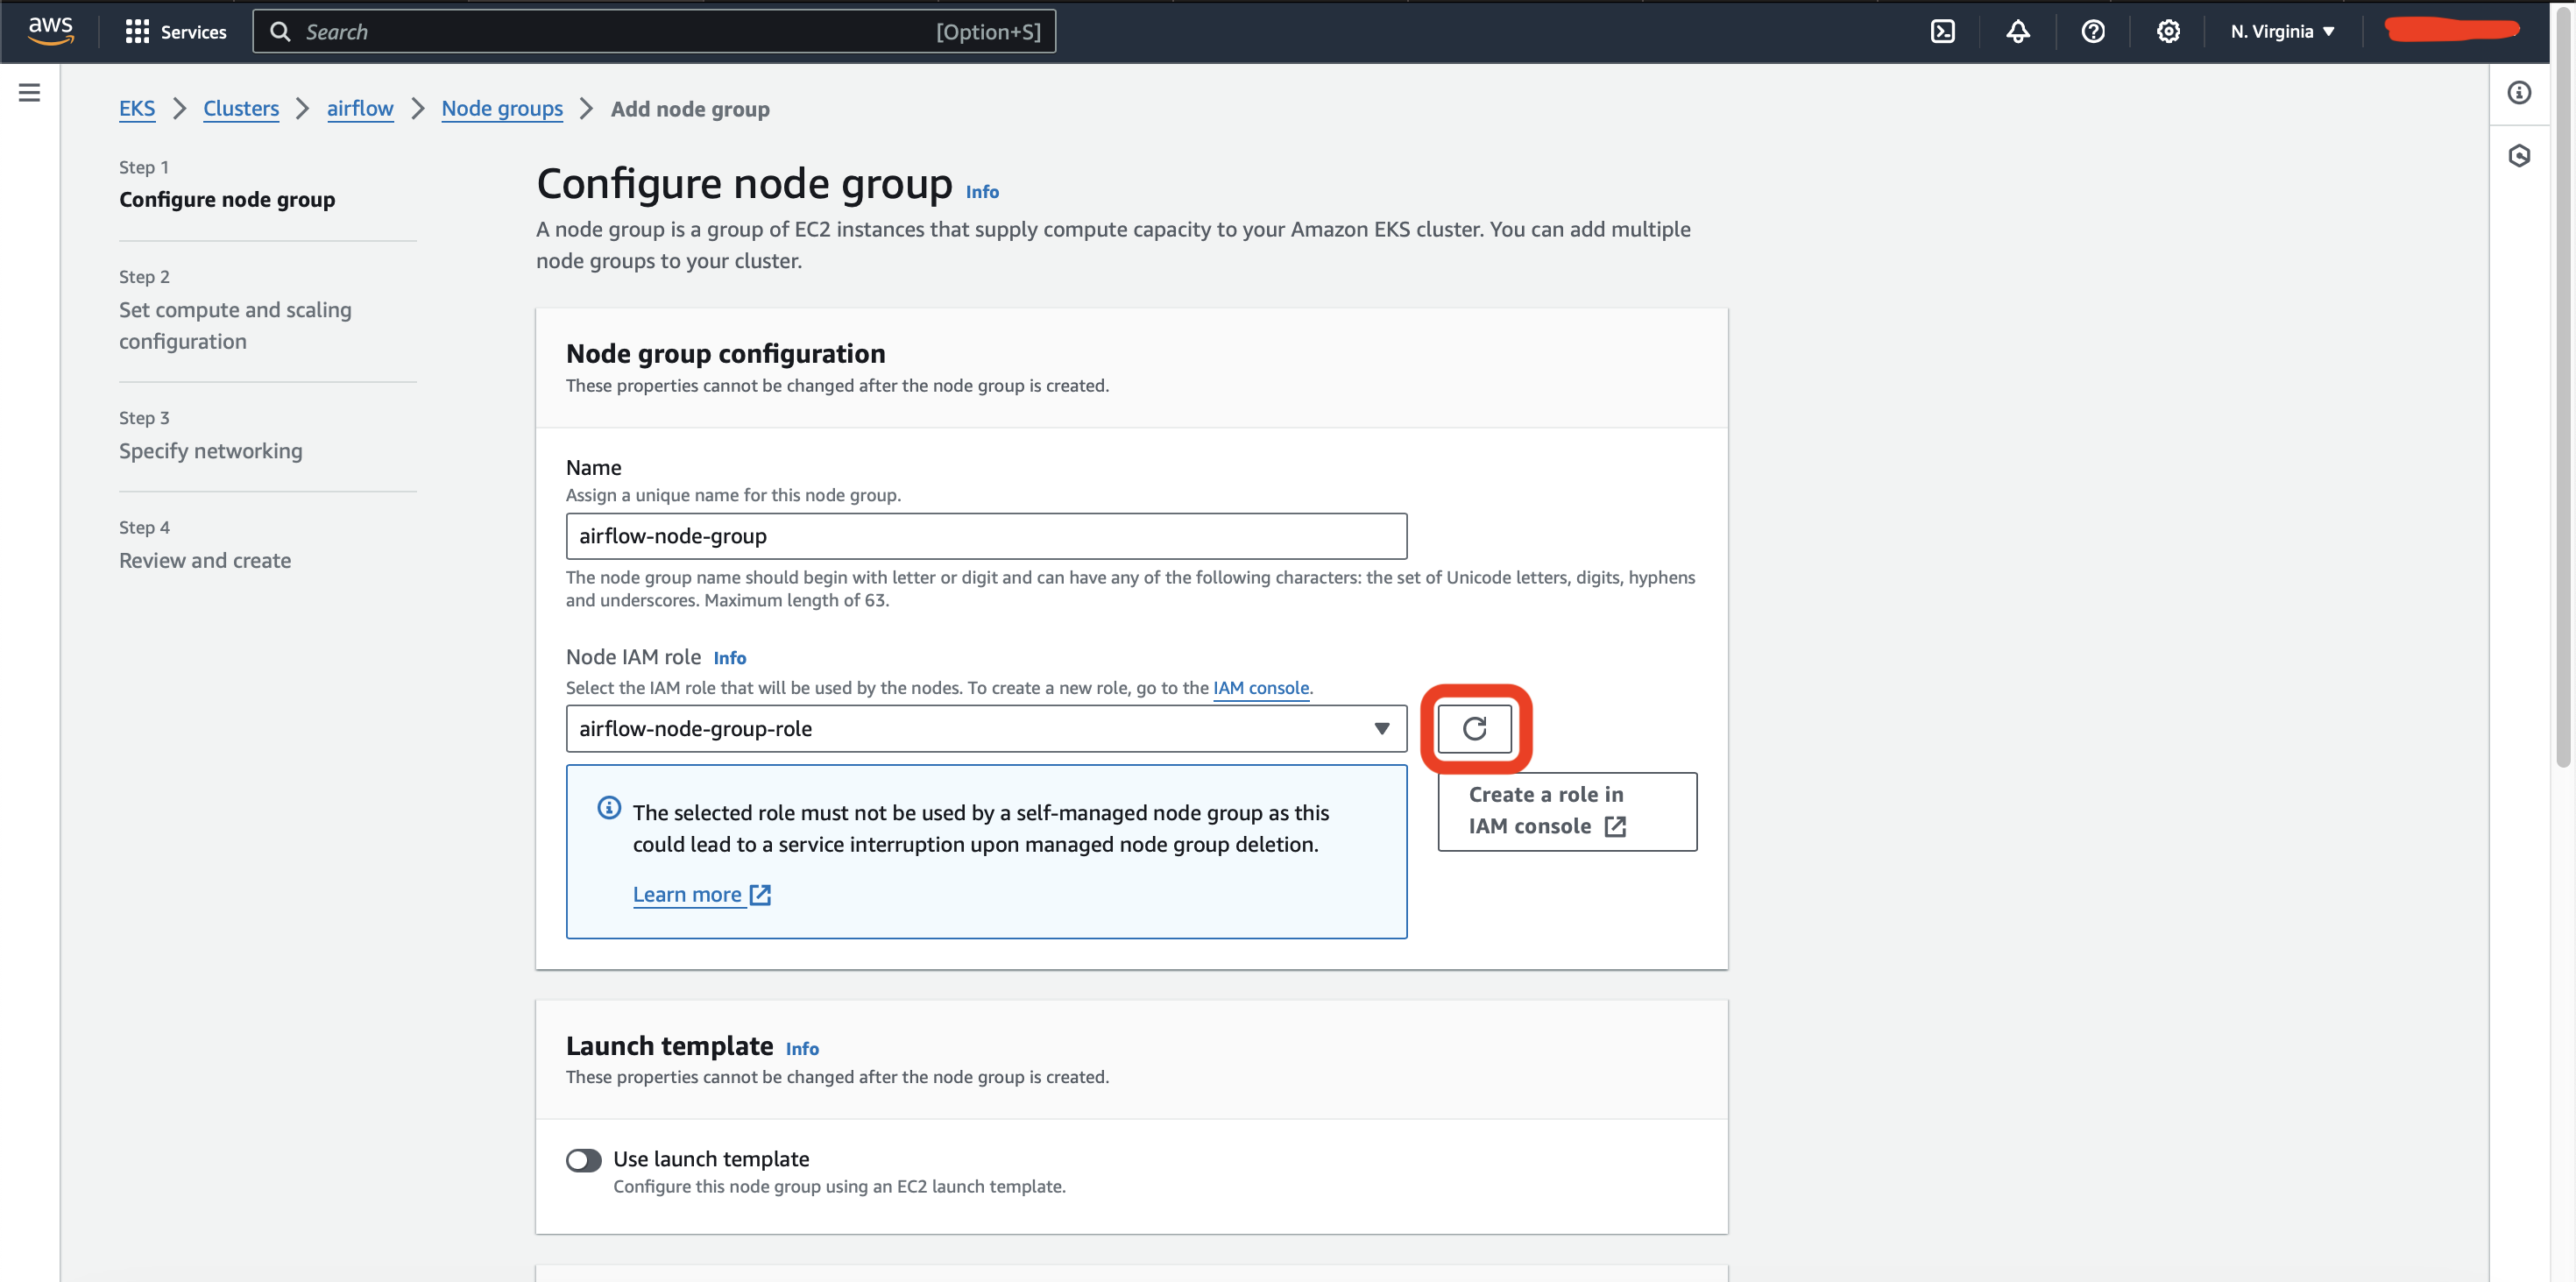 aws
Services
Search
[Option+S]
N. Virginia
EKS
Clusters
airflow
Node groups
Add node group
Step 1
Configure node group
Step 2
Set compute and scaling
configuration
Step 3
Specify networking
Step 4
Review and create
Configure node group Info
A node group is a group of EC2 instances that supply compute capacity to your Amazon EKS cluster. You can add multiple
node groups to your cluster.
Node group configuration
These properties cannot be changed after the node group is created.
Name
Assign a unique name for this node group.
airflow-node-group
The node group name should begin with letter or digit and can have any of the following characters: the set of Unicode letters, digits, hyphens
and underscores. Maximum length of 63.
Node IAM role Info
Select the IAM role that will be used by the nodes. To create a new role, go to the IAM console.
airflow-node-group-role
The selected role must not be used by a self-managed node group as this
could lead to a service interruption upon managed node group deletion.
Learn more
Create a role in
IAM console
Launch template Info
These properties cannot be changed after the node group is created.
Use launch template
Configure this node group using an EC2 launch template.